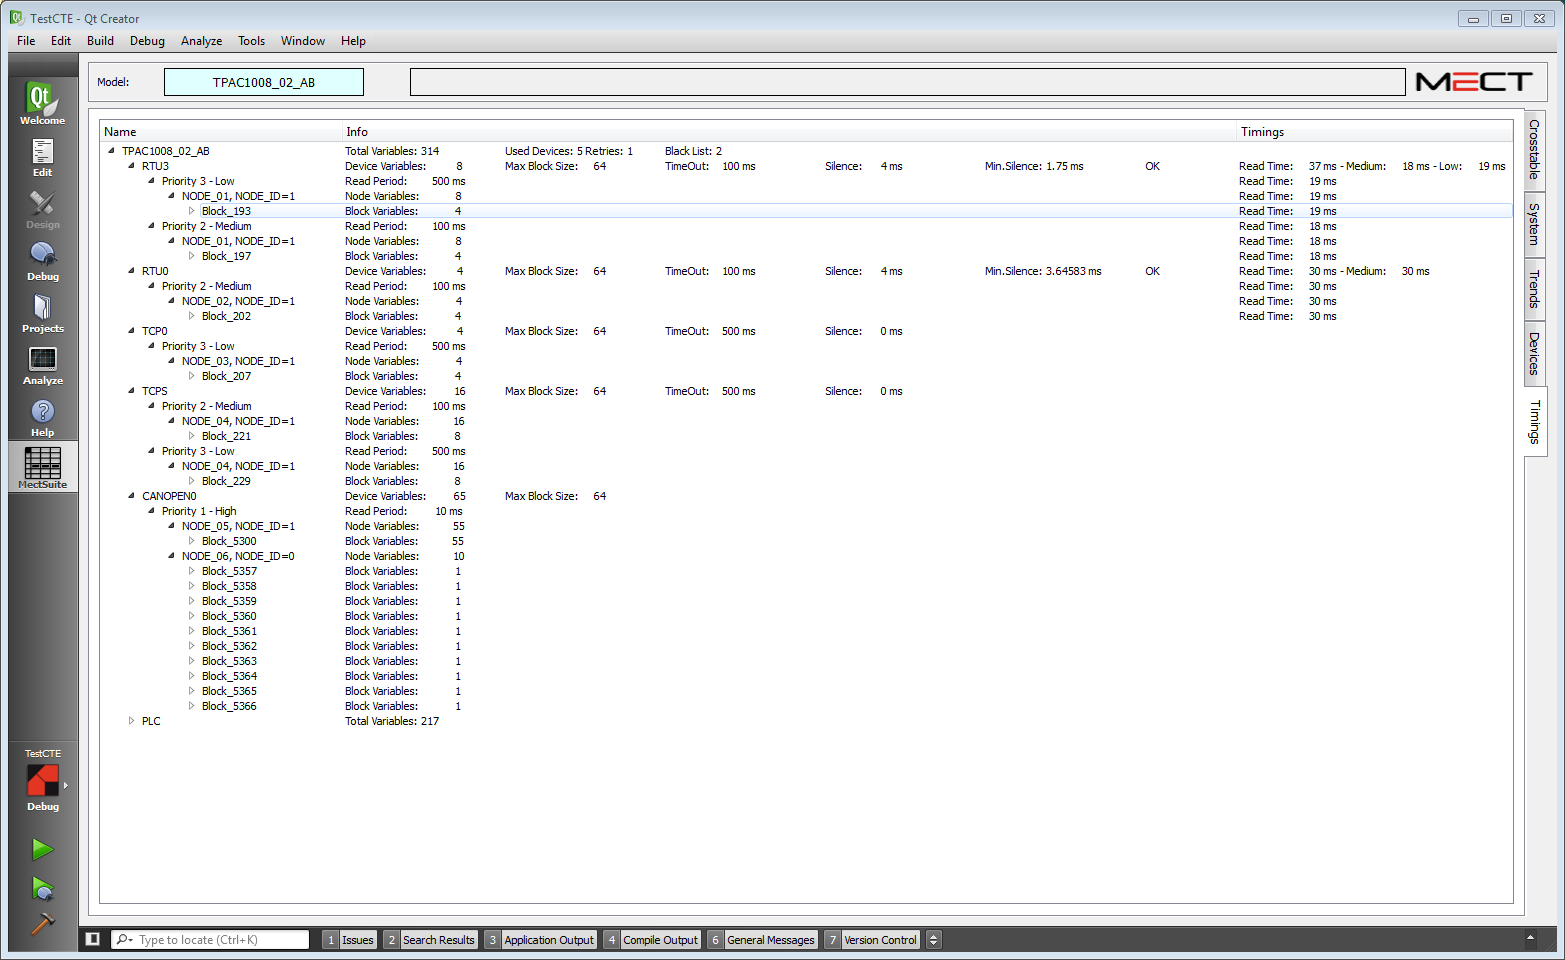 TestCTE - Qt Creator
File Edit Build Debug Analyze Tools Window Help
Model: TPAC1008_02_AB MECT
Welcome
Edit
Design
Debug
Projects
Analyze
Help
MectSuite
TestCTE
Debug
Name Info Timings
TPAC1008_02_AB Total Variables: 314 Used Devices: 5 Retries: 1 Black List: 2
RTU3 Device Variables: 8 Max Block Size: 64 TimeOut: 100 ms Silence: 4 ms Min.Silence: 1.75 ms OK Read Time: 37 ms - Medium: 18 ms - Low: 19 ms
Priority 3 - Low Read Period: 500 ms Read Time: 19 ms
NODE_01, NODE_ID=1 Node Variables: 8 Read Time: 19 ms
Block_193 Block Variables: 4 Read Time: 19 ms
Priority 2 - Medium Read Period: 100 ms Read Time: 18 ms
NODE_01, NODE_ID=1 Node Variables: 8 Read Time: 18 ms
Block_197 Block Variables: 4 Read Time: 18 ms
RTU0 Device Variables: 4 Max Block Size: 64 TimeOut: 100 ms Silence: 4 ms Min.Silence: 3.64583 ms OK Read Time: 30 ms - Medium: 30 ms
Priority 2 - Medium Read Period: 100 ms Read Time: 30 ms
NODE_02, NODE_ID=1 Node Variables: 4 Read Time: 30 ms
Block_202 Block Variables: 4 Read Time: 30 ms
TCP0 Device Variables: 4 Max Block Size: 64 TimeOut: 500 ms Silence: 0 ms
Priority 3 - Low Read Period: 500 ms
NODE_03, NODE_ID=1 Node Variables: 4
Block_207 Block Variables: 4
TCPS Device Variables: 16 Max Block Size: 64 TimeOut: 500 ms Silence: 0 ms
Priority 2 - Medium Read Period: 100 ms
NODE_04, NODE_ID=1 Node Variables: 16
Block_221 Block Variables: 8
Priority 3 - Low Read Period: 500 ms
NODE_04, NODE_ID=1 Node Variables: 16
Block_229 Block Variables: 8
CANOPEN0 Device Variables: 65 Max Block Size: 64
Priority 1 - High Read Period: 10 ms
NODE_05, NODE_ID=1 Node Variables: 55
Block_5300 Block Variables: 55
NODE_06, NODE_ID=0 Node Variables: 10
Block_5357 Block Variables: 1
Block_5358 Block Variables: 1
Block_5359 Block Variables: 1
Block_5360 Block Variables: 1
Block_5361 Block Variables: 1
Block_5362 Block Variables: 1
Block_5363 Block Variables: 1
Block_5364 Block Variables: 1
Block_5365 Block Variables: 1
Block_5366 Block Variables: 1
PLC Total Variables: 217
Crosstable
System
Trends
Devices
Timings
Type to locate (Ctrl+K) 1 Issues 2 Search Results 3 Application Output 4 Compile Output 6 General Messages 7 Version Control